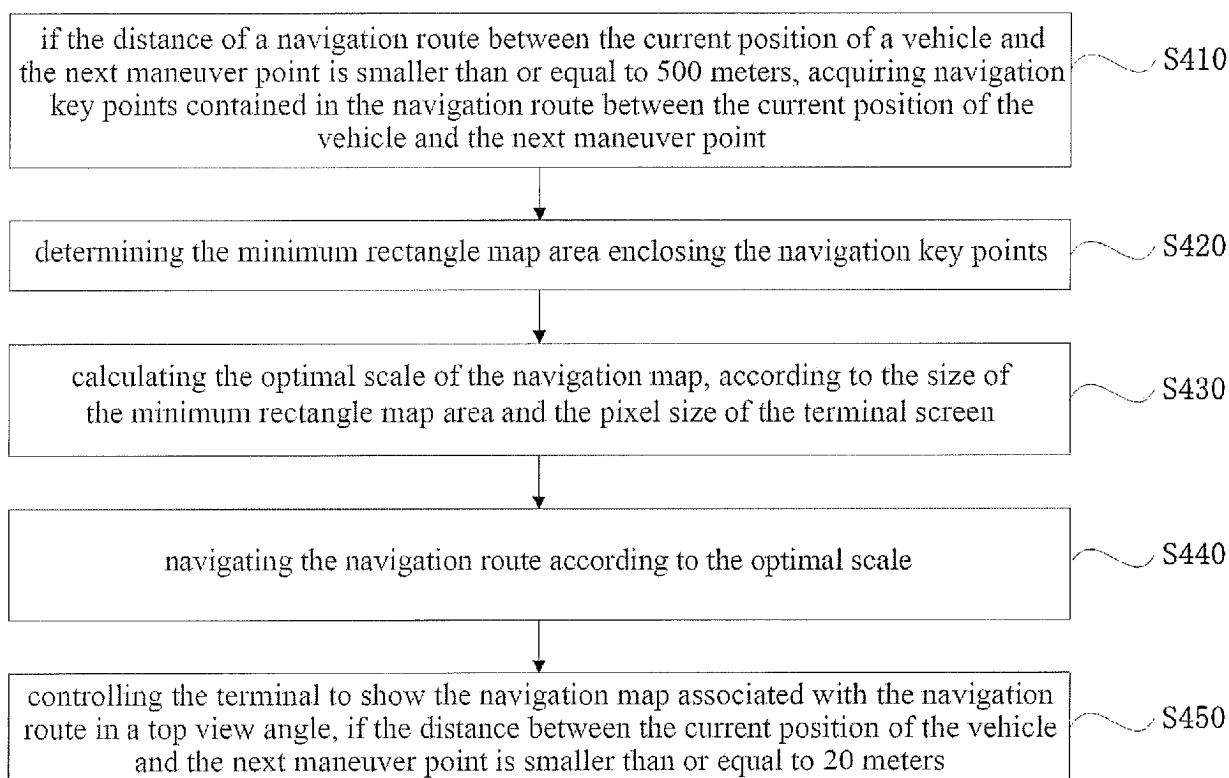 if the distance of a navigation route between the current position of a vehicle and
the next maneuver point is smaller than or equal to 500 meters, acquiring navigation
key points contained in the navigation route between the current position of the
vehicle and the next maneuver point
S410
determining the minimum rectangle map area enclosing the navigation key points
S420
calculating the optimal scale of the navigation map, according to the size of
the minimum rectangle map area and the pixel size of the terminal screen
S430
navigating the navigation route according to the optimal scale
S440
controlling the terminal to show the navigation map associated with the navigation
route in a top view angle, if the distance between the current position of the vehicle
and the next maneuver point is smaller than or equal to 20 meters
S450